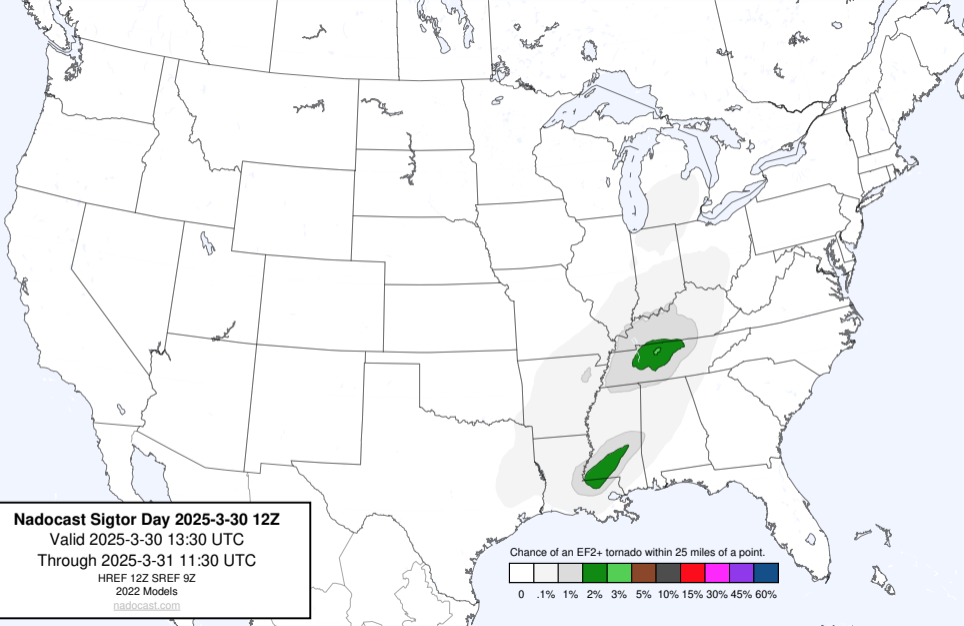 Nadocast Sigtor Day 2025-3-30 12Z
Valid 2025-3-30 13:30 UTC
Through 2025-3-31 11:30 UTC
HREF 12Z SREF 9Z
2022 Models
nadocast.com
Chance of an EF2+ tornado within 25 miles of a point.
0 .1% 1% 2% 3% 5% 10% 15% 30% 45% 60%